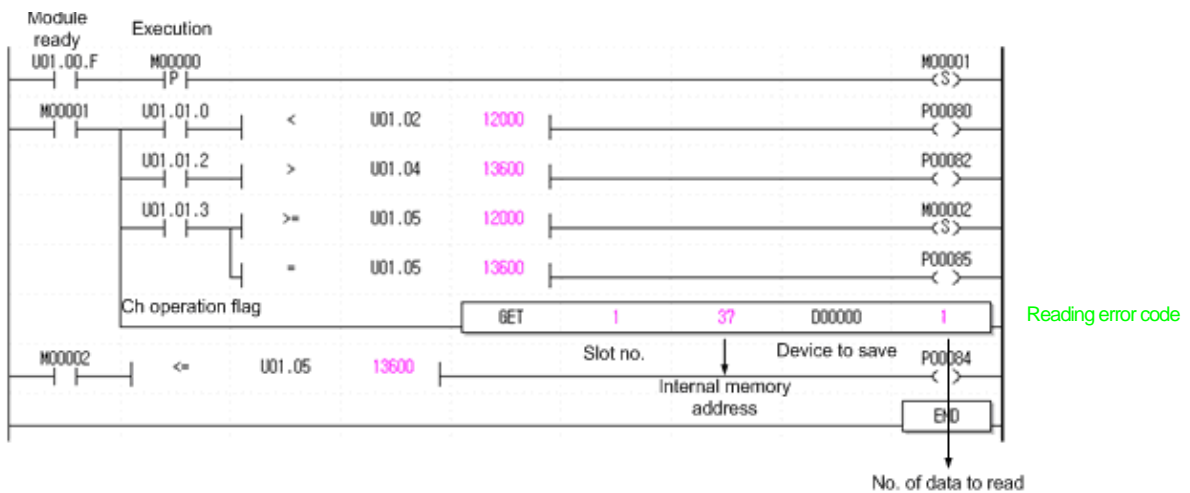 Module
ready
Execution
U01.00.F M00000 M00001
P (S)
M00001 U01.01.0 < U01.02 12000 P00080
U01.01.2 > U01.04 13600 P00082
U01.01.3 >= U01.05 12000 M00002
(S)
= U01.05 13600 P00085
Ch operation flag
GET 1 37 D00000 1 Reading error code
Slot no. Device to save
M00002 <= U01.05 13600 P00084
Internal memory
address
END
No. of data to read